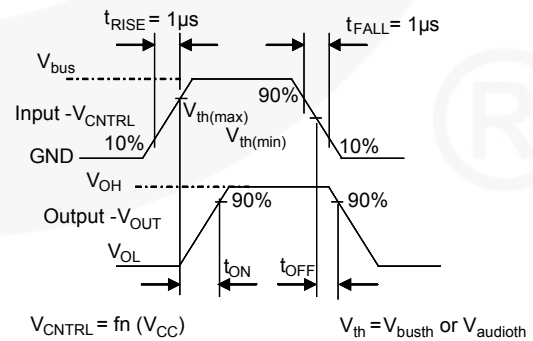 tRISE = 1µs
tFALL = 1µs
Vbus
90%
Input -VCNTRL
Vth(max)
Vth(min)
10%
10%
GND
VOH
Output -VOUT
90%
90%
VOL
tON
tOFF
VCNTRL = fn (VCC)
Vth = Vbusth or Vaudioth
®